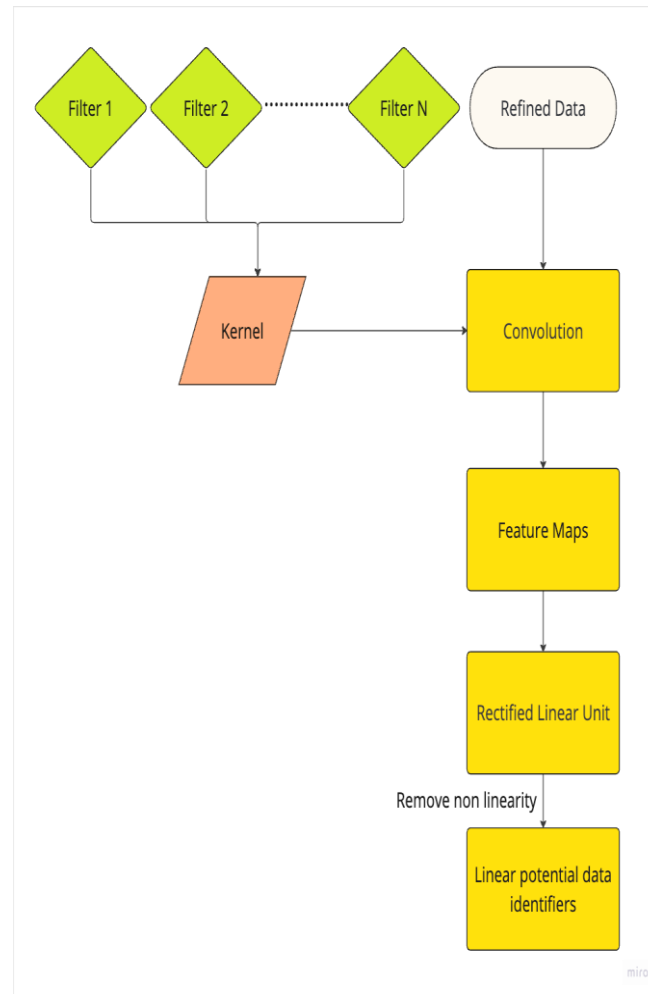 Filter 1
Filter 2
Filter N
Refined Data
Kernel
Convolution
Feature Maps
Rectified Linear Unit
Remove non linearity
Linear potential data
identifiers
miro